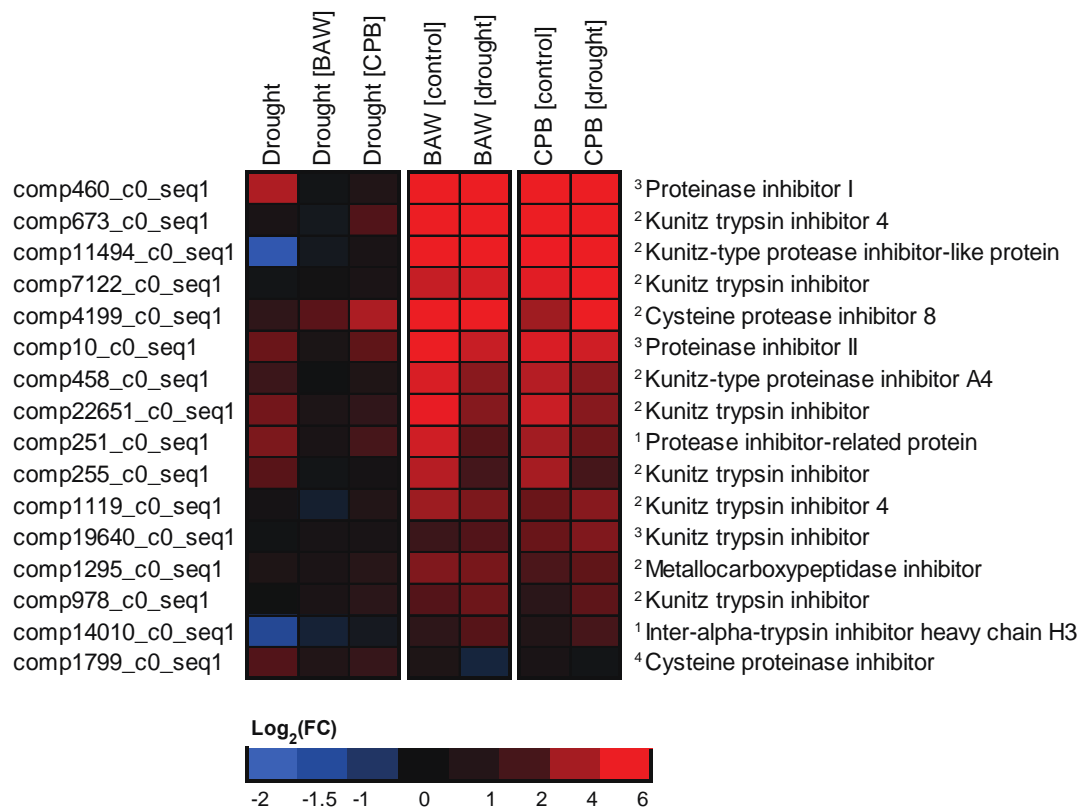 Drought
Drought [BAW]
Drought [CPB]
BAW [control]
BAW [drought]
CPB [control]
CPB [drought]
comp460_c0_seq1 ³Proteinase inhibitor I
comp673_c0_seq1 ²Kunitz trypsin inhibitor 4
comp11494_c0_seq1 ²Kunitz-type protease inhibitor-like protein
comp7122_c0_seq1 ²Kunitz trypsin inhibitor
comp4199_c0_seq1 ²Cysteine protease inhibitor 8
comp10_c0_seq1 ³Proteinase inhibitor II
comp458_c0_seq1 ²Kunitz-type proteinase inhibitor A4
comp22651_c0_seq1 ²Kunitz trypsin inhibitor
comp251_c0_seq1 ¹Protease inhibitor-related protein
comp255_c0_seq1 ²Kunitz trypsin inhibitor
comp1119_c0_seq1 ²Kunitz trypsin inhibitor 4
comp19640_c0_seq1 ³Kunitz trypsin inhibitor
comp1295_c0_seq1 ²Metallocarboxypeptidase inhibitor
comp978_c0_seq1 ²Kunitz trypsin inhibitor
comp14010_c0_seq1 ¹Inter-alpha-trypsin inhibitor heavy chain H3
comp1799_c0_seq1 ⁴Cysteine proteinase inhibitor
Log₂(FC)
-2 -1.5 -1 0 1 2 4 6